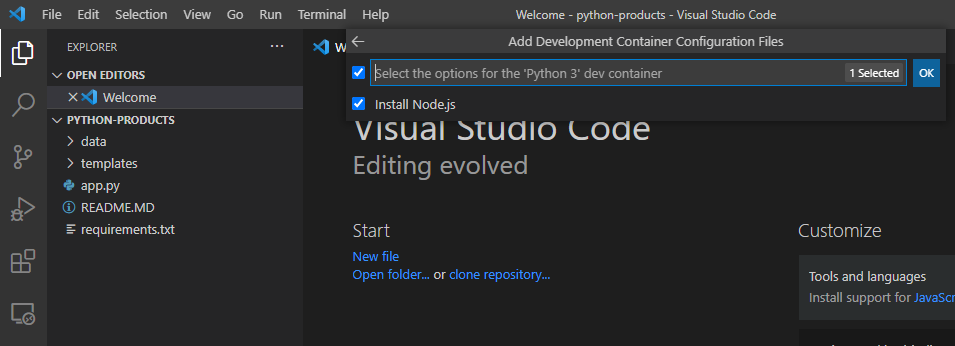 File Edit Selection View Go Run Terminal Help Welcome - python-products - Visual Studio Code
EXPLORER ...
Add Development Container Configuration Files
OPEN EDITORS
Select the options for the 'Python 3' dev container 1 Selected OK
Welcome
Install Node.js
PYTHON-PRODUCTS
data
templates
app.py
README.MD
requirements.txt
Visual Studio Code
Editing evolved
Start
New file
Open folder... or clone repository...
Customize
Tools and languages
Install support for JavaScr